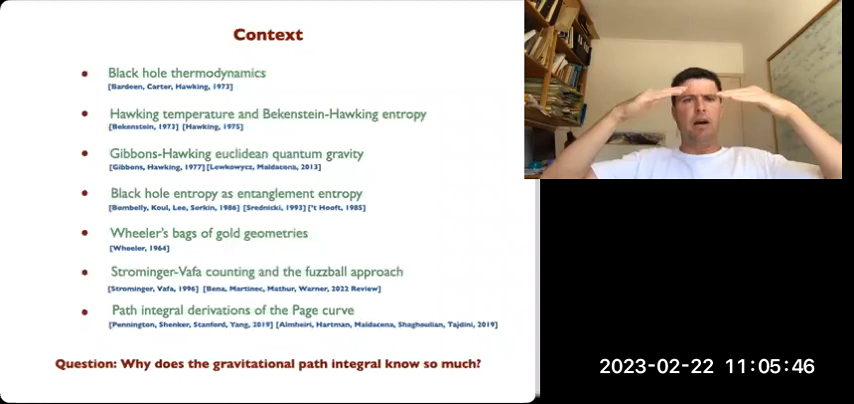 Context
Black hole thermodynamics
[Bardeen, Carter, Hawking, 1973]
Hawking temperature and Bekenstein-Hawking entropy
[Bekenstein, 1973] [Hawking, 1975]
Gibbons-Hawking euclidean quantum gravity
[Gibbons, Hawking, 1977] [Lewkowycz, Maldacena, 2013]
Black hole entropy as entanglement entropy
[Bombelly, Koul, Lee, Sorkin, 1986] [Srednicki, 1993] ['t Hooft, 1985]
Wheeler's bags of gold geometries
[Wheeler, 1964]
Strominger-Vafa counting and the fuzzball approach
[Strominger, Vafa, 1996] [Bena, Martinec, Mathur, Warner, 2022 Review]
Path integral derivations of the Page curve
[Pennington, Shenker, Stanford, Yang, 2019] [Almheiri, Hartman, Maldacena, Shaghoulian, Tajdini, 2019]
Question: Why does the gravitational path integral know so much?
2023-02-22 11:05:46